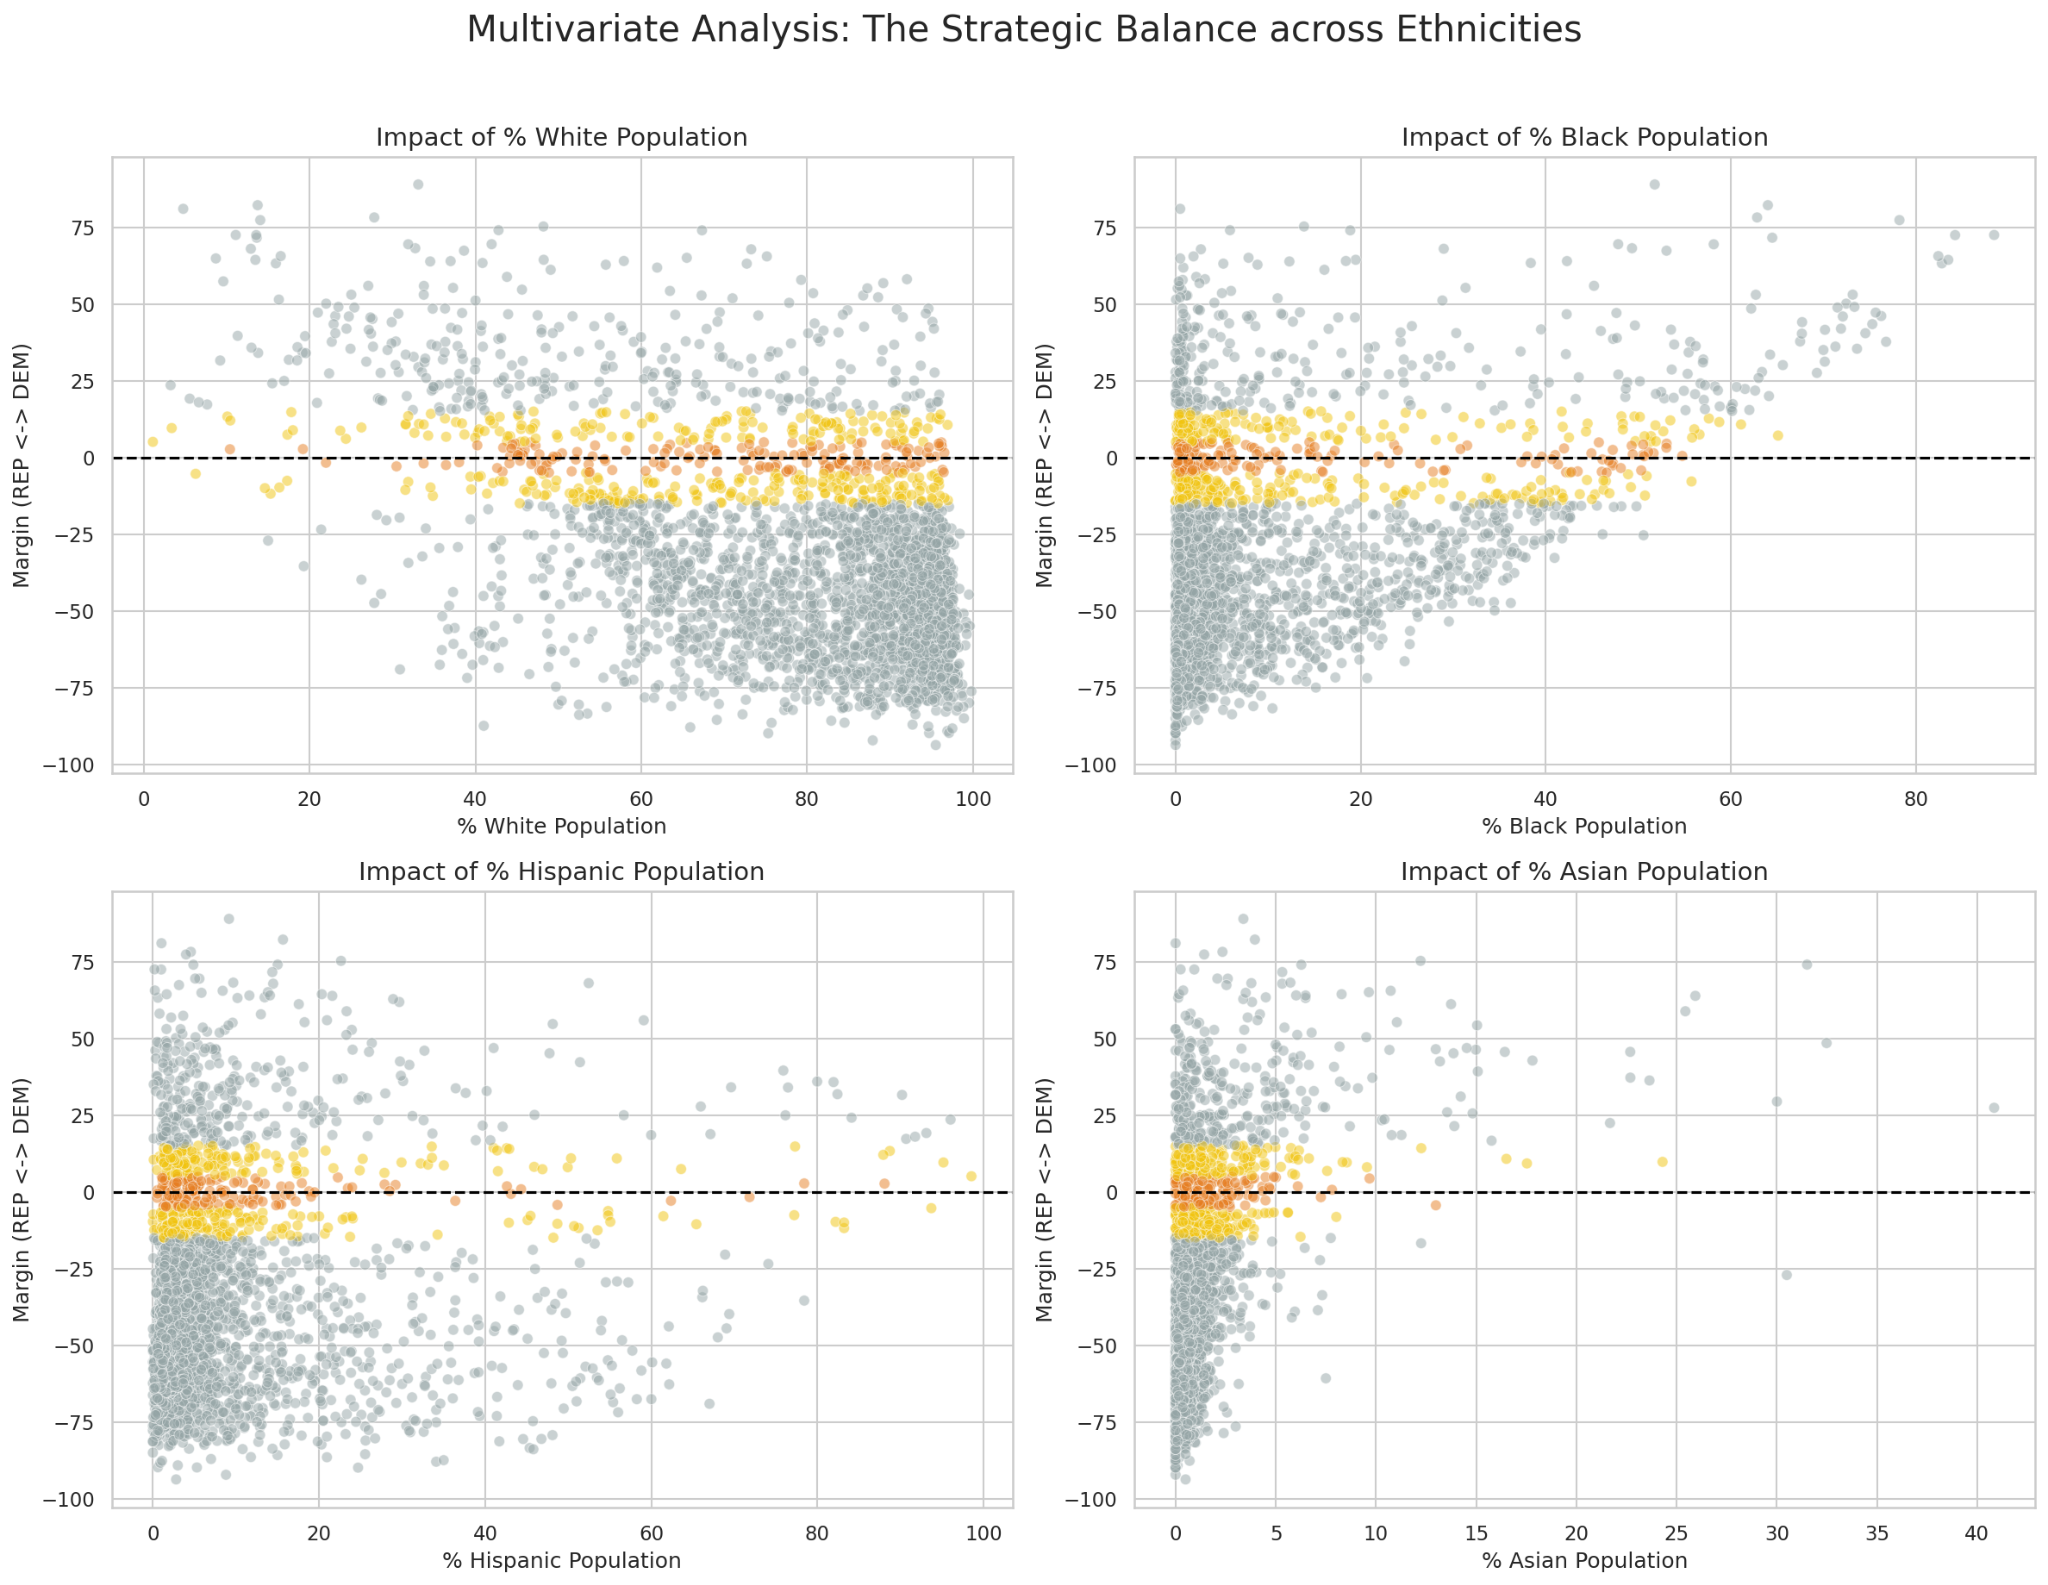 Multivariate Analysis: The Strategic Balance across Ethnicities
Impact of % White Population
Margin (REP <-> DEM)
75
50
25
0
−25
−50
−75
−100
0 20 40 60 80 100
% White Population
Impact of % Black Population
Margin (REP <-> DEM)
75
50
25
0
−25
−50
−75
−100
0 20 40 60 80
% Black Population
Impact of % Hispanic Population
Margin (REP <-> DEM)
75
50
25
0
−25
−50
−75
−100
0 20 40 60 80 100
% Hispanic Population
Impact of % Asian Population
Margin (REP <-> DEM)
75
50
25
0
−25
−50
−75
−100
0 5 10 15 20 25 30 35 40
% Asian Population